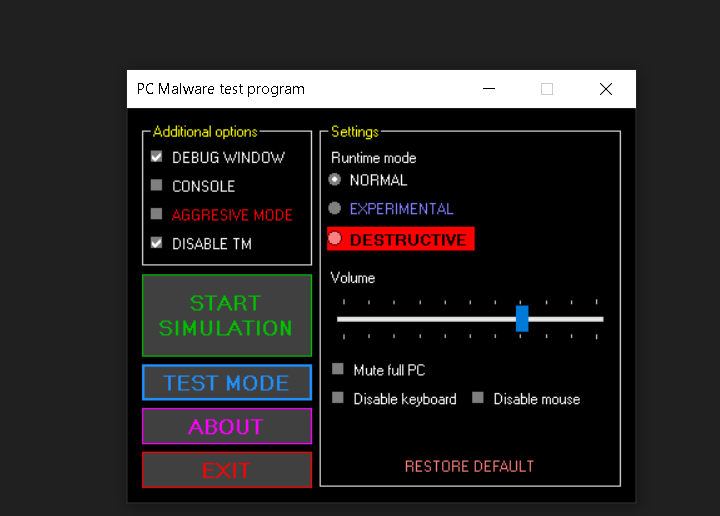 PC Malware test program
Additional options
DEBUG WINDOW
CONSOLE
AGGRESIVE MODE
DISABLE TM
START
SIMULATION
TEST MODE
ABOUT
EXIT
Settings
Runtime mode
NORMAL
EXPERIMENTAL
DESTRUCTIVE
Volume
Mute full PC
Disable keyboard
Disable mouse
RESTORE DEFAULT